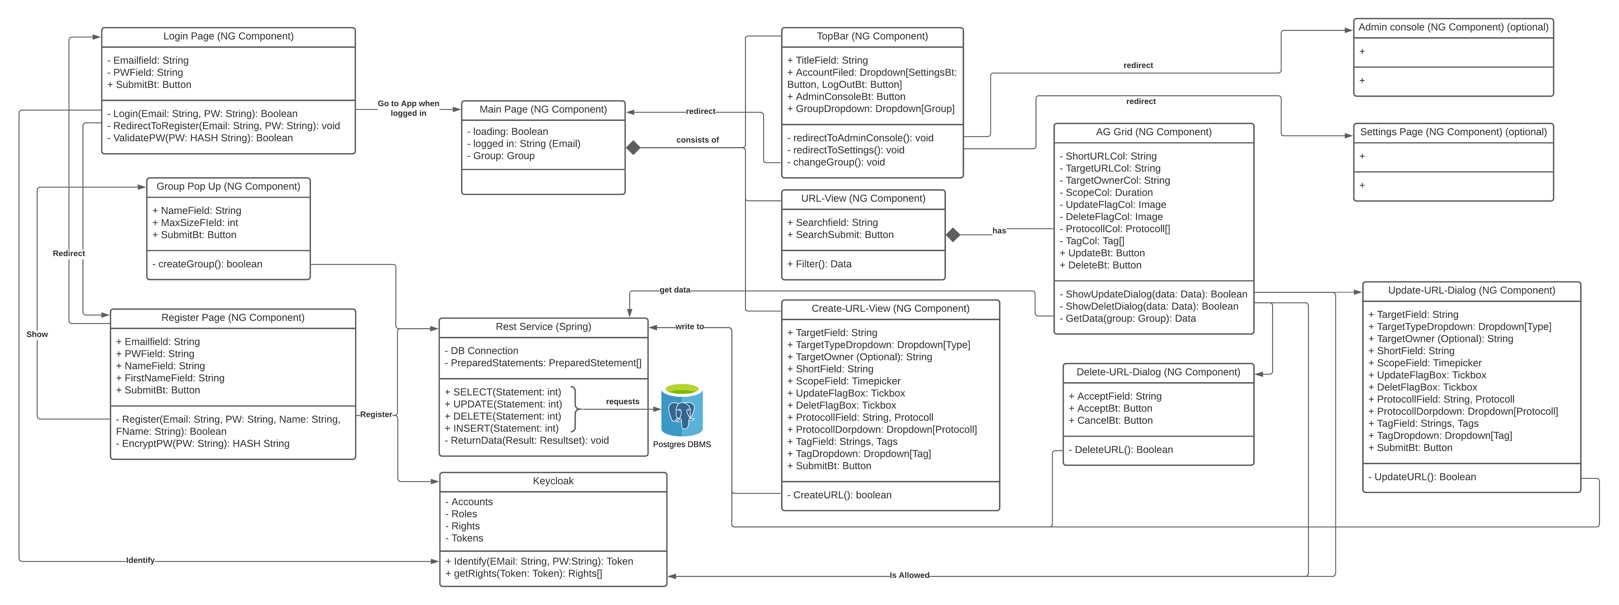 Login Page (NG Component)
- Emailfield: String
- PWField: String
+ SubmitBt: Button
- Login(Email: String, PW: String): Boolean
- RedirectToRegister(Email: String, PW: String): void
- ValidatePW(PW: HASH String): Boolean
Go to App when
logged in
Main Page (NG Component)
- loading: Boolean
- logged in: String (Email)
- Group: Group
redirect
consists of
TopBar (NG Component)
+ TitleField: String
+ AccountFiled: Dropdown[SettingsBt:
Button, LogOutBt: Button]
+ AdminConsoleBt: Button
+ GroupDropdown: Dropdown[Group]
- redirectToAdminConsole(): void
- redirectToSettings(): void
- changeGroup(): void
redirect
redirect
Admin console (NG Component) (optional)
+
+
Settings Page (NG Component) (optional)
+
+
AG Grid (NG Component)
- ShortURLCol: String
- TargetURLCol: String
- TargetOwnerCol: String
- ScopeCol: Duration
- UpdateFlagCol: Image
- DeleteFlagCol: Image
- ProtocollCol: Protocoll[]
- TagCol: Tag[]
+ UpdateBt: Button
+ DeleteBt: Button
- ShowUpdateDialog(data: Data): Boolean
- ShowDeletDialog(data: Data): Boolean
- GetData(group: Group): Data
Group Pop Up (NG Component)
+ NameField: String
+ MaxSizeFIeld: int
+ SubmitBt: Button
- createGroup(): boolean
Redirect
Show
URL-View (NG Component)
+ Searchfield: String
+ SearchSubmit: Button
+ Filter(): Data
has
get data
write to
Register Page (NG Component)
+ Emailfield: String
+ PWField: String
+ NameField: String
+ FirstNameField: String
+ SubmitBt: Button
- Register(Email: String, PW: String, Name: String,
FName: String): Boolean
- EncryptPW(PW: String): HASH String
Register
Rest Service (Spring)
- DB Connection
- PreparedStatements: PreparedStetement[]
+ SELECT(Statement: int)
+ UPDATE(Statement: int)
+ DELETE(Statement: int)
+ INSERT(Statement: int)
- ReturnData(Result: Resultset): void
requests
Postgres DBMS
Create-URL-View (NG Component)
+ TargetField: String
+ TargetTypeDropdown: Dropdown[Type]
+ TargetOwner (Optional): String
+ ShortField: String
+ ScopeField: Timepicker
+ UpdateFlagBox: Tickbox
+ DeletFlagBox: Tickbox
+ ProtocollField: String, Protocoll
+ ProtocollDorpdown: Dropdown[Protocoll]
+ TagField: Strings, Tags
+ TagDropdown: Dropdown[Tag]
+ SubmitBt: Button
- CreateURL(): boolean
Delete-URL-Dialog (NG Component)
+ AcceptField: String
+ AcceptBt: Button
+ CancelBt: Button
- DeleteURL(): Boolean
Update-URL-Dialog (NG Component)
+ TargetField: String
+ TargetTypeDropdown: Dropdown[Type]
+ TargetOwner (Optional): String
+ ShortField: String
+ ScopeField: Timepicker
+ UpdateFlagBox: Tickbox
+ DeletFlagBox: Tickbox
+ ProtocollField: String, Protocoll
+ ProtocollDorpdown: Dropdown[Protocoll]
+ TagField: Strings, Tags
+ TagDropdown: Dropdown[Tag]
+ SubmitBt: Button
- UpdateURL(): Boolean
Keycloak
- Accounts
- Roles
- Rights
- Tokens
+ Identify(EMail: String, PW:String): Token
+ getRights(Token: Token): Rights[]
Identify
Is Allowed